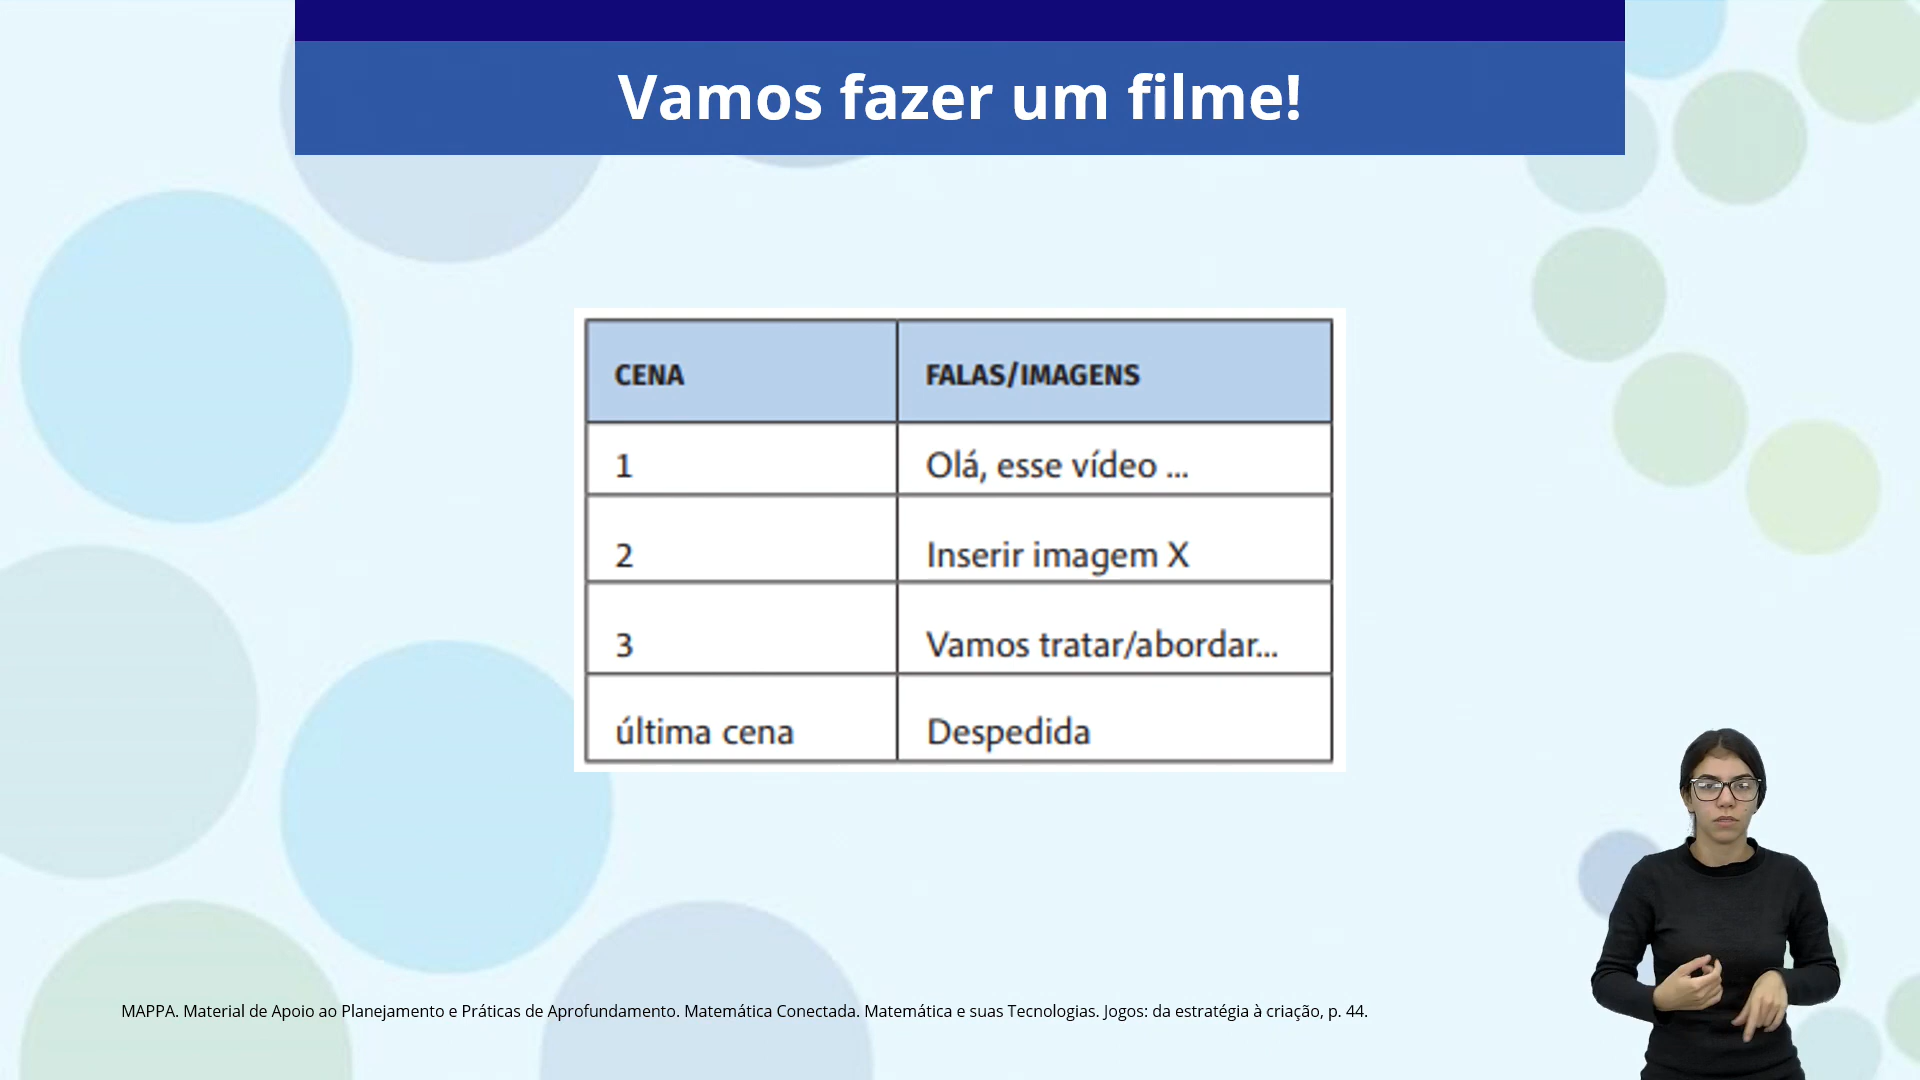 Vamos fazer um filme!
CENA FALAS/IMAGENS
1 Olá, esse vídeo ...
2 Inserir imagem X
3 Vamos tratar/abordar...
última cena Despedida
MAPPA. Material de Apoio ao Planejamento e Práticas de Aprofundamento. Matemática Conectada. Matemática e suas Tecnologias. Jogos: da estratégia à criação, p. 44.